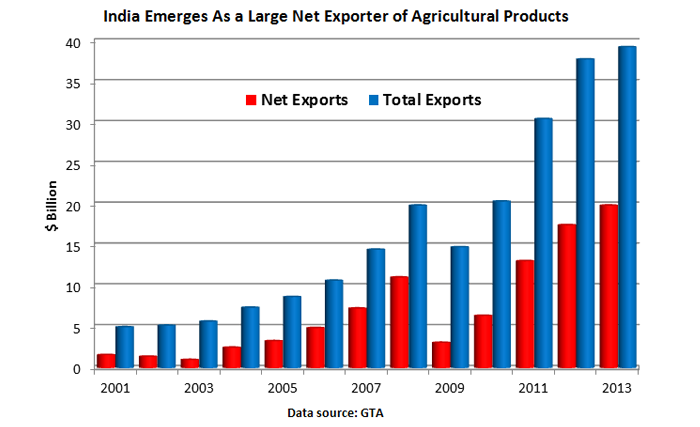 India Emerges As a Large Net Exporter of Agricultural Products
40
35
30
25
20
15
10
5
0
$ Billion
Net Exports Total Exports
2001 2003 2005 2007 2009 2011 2013
Data source: GTA